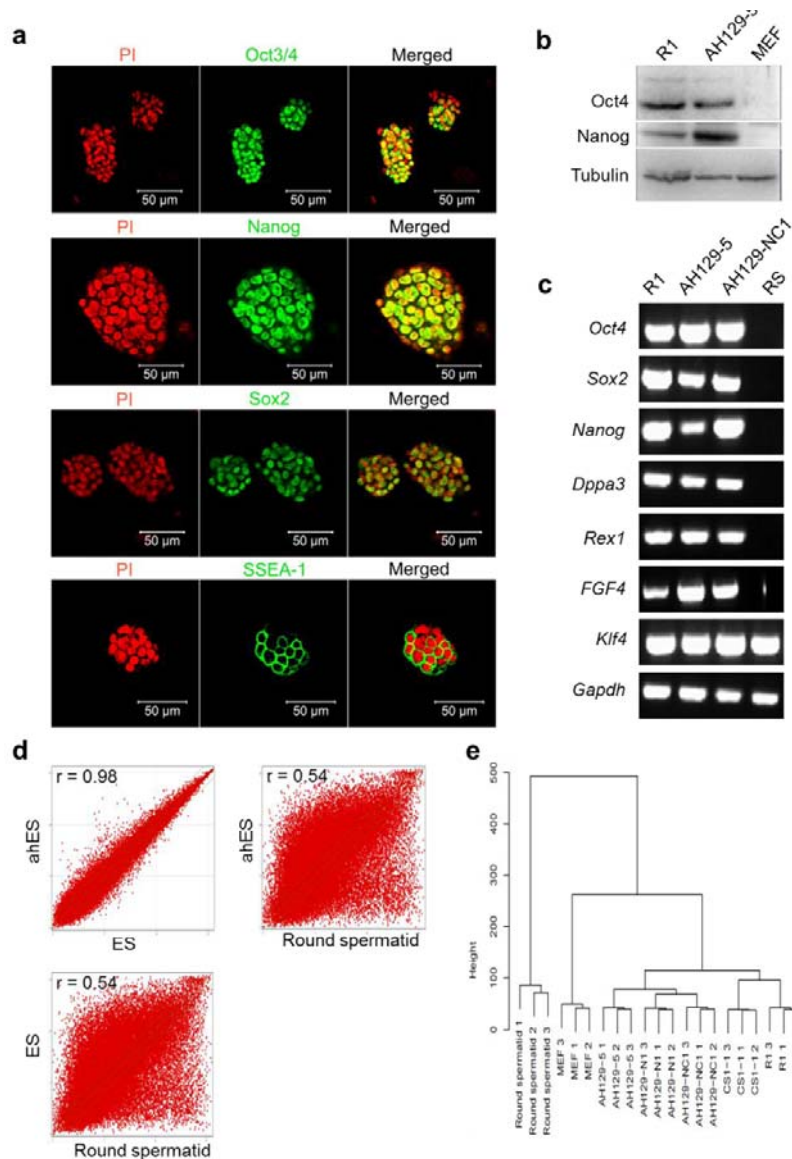 a
PI Oct3/4 Merged
50 µm 50 µm 50 µm
PI Nanog Merged
50 µm 50 µm 50 µm
PI Sox2 Merged
50 µm 50 µm 50 µm
PI SSEA-1 Merged
50 µm 50 µm 50 µm
b
R1 AH129-5 MEF
Oct4
Nanog
Tubulin
c
R1 AH129-5 AH129-NC1 RS
Oct4
Sox2
Nanog
Dppa3
Rex1
FGF4
Klf4
Gapdh
d
r = 0.98
ahES
ES
r = 0.54
ahES
Round spermatid
r = 0.54
ES
Round spermatid
e
Height
500
400
300
200
100
0
Round spermatid 1
Round spermatid 2
Round spermatid 3
MEF 3
MEF 1
MEF 2
AH129-5 1
AH129-5 2
AH129-5 3
AH129-N1 3
AH129-N1 1
AH129-N1 2
AH129-NC1 3
AH129-NC1 1
AH129-NC1 2
CS1-1 3
CS1-1 1
CS1-1 2
R1 3
R1 1